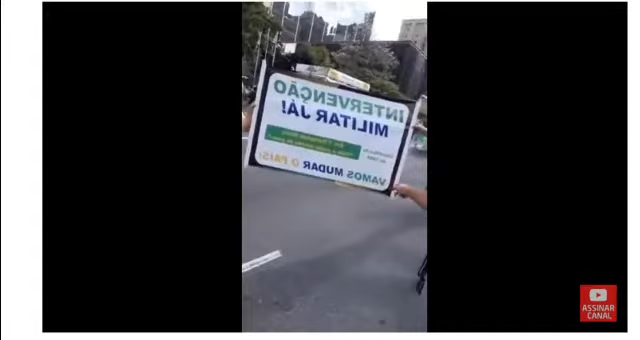 INTERVENÇÃO
MILITAR JÁ!
VAMOS MUDAR O PAÍS!
ASSINAR
CANAL